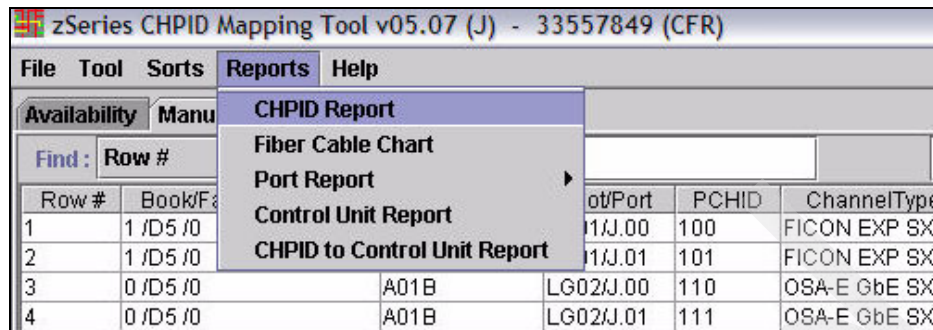 zSeries CHPID Mapping Tool v05.07 (J) - 33557849 (CFR)
File Tool Sorts Reports Help
Availability Manu
CHPID Report
Find : Row #
Fiber Cable Chart
Port Report
Control Unit Report
CHPID to Control Unit Report
Row # Book/Fa ot/Port PCHID ChannelType
1 1 /D5 /0 01/J.00 100 FICON EXP SX
2 1 /D5 /0 01/J.01 101 FICON EXP SX
3 0 /D5 /0 A01B LG02/J.00 110 OSA-E GbE SX
4 0 /D5 /0 A01B LG02/J.01 111 OSA-E GbE SX